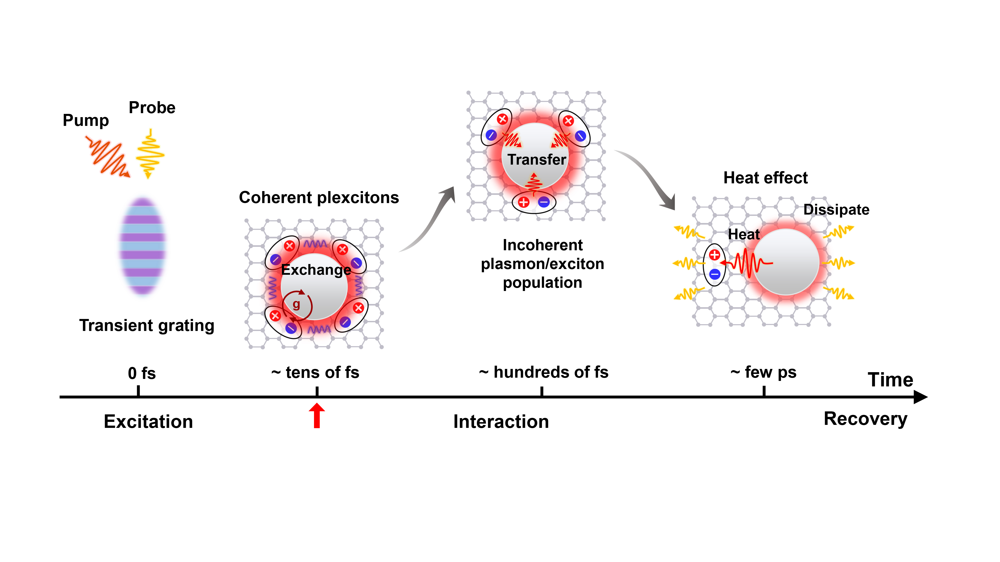 Pump
Probe
Transient grating
Coherent plexcitons
Exchange
g
Transfer
Incoherent
plasmon/exciton
population
Heat effect
Dissipate
Heat
0 fs
~ tens of fs
~ hundreds of fs
~ few ps
Time
Excitation
Interaction
Recovery